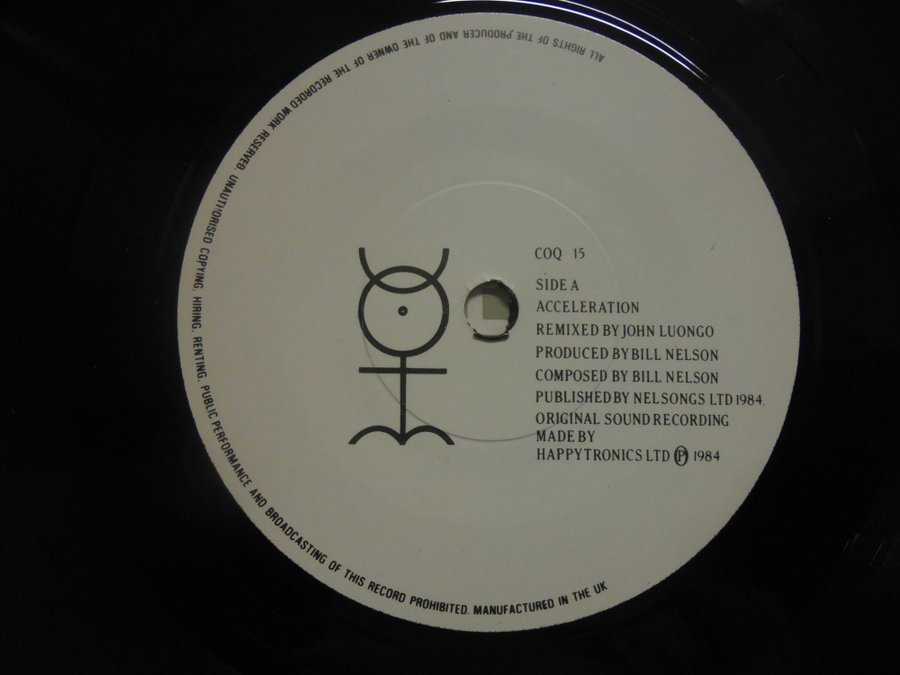 COQ 15
SIDE A
ACCELERATION
REMIXED BY JOHN LUONGO
PRODUCED BY BILL NELSON
COMPOSED BY BILL NELSON
PUBLISHED BY NELSONGS LTD 1984.
ORIGINAL SOUND RECORDING
MADE BY
HAPPYTRONICS LTD Ⓟ 1984
ALL RIGHTS OF THE PRODUCER AND OF THE OWNER OF THE RECORDED WORK RESERVED. UNAUTHORISED COPYING, HIRING, RENTING, PUBLIC PERFORMANCE AND BROADCASTING OF THIS RECORD PROHIBITED. MANUFACTURED IN THE UK